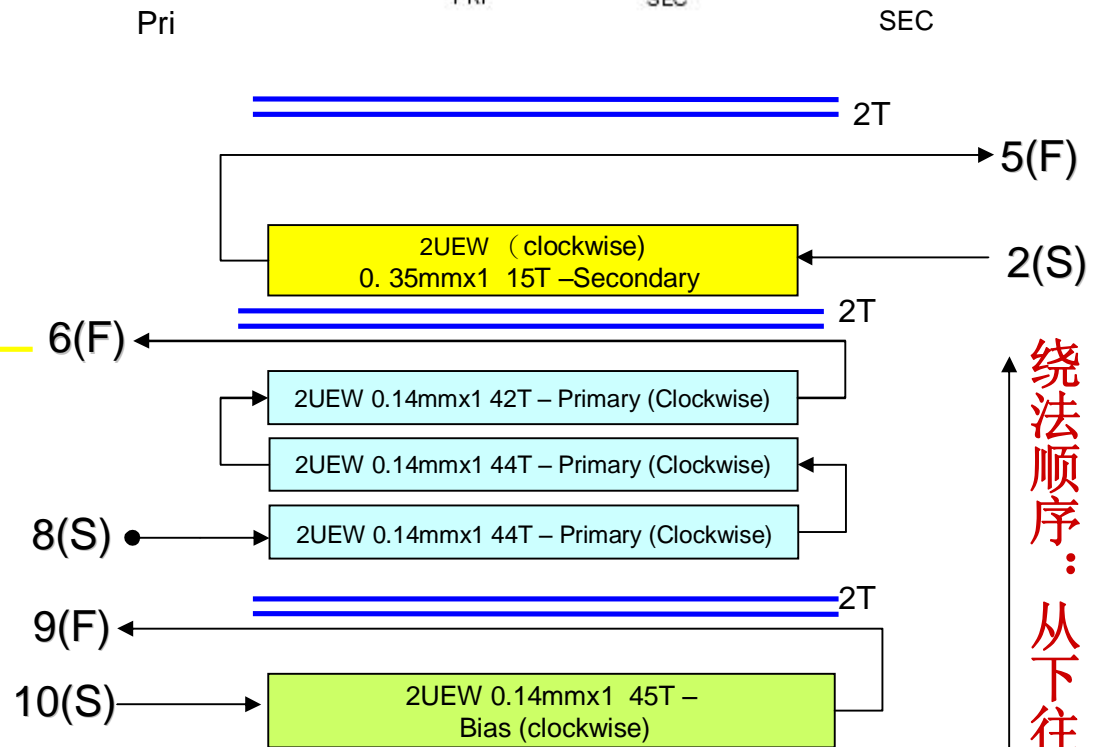 Pri
SEC
2T
5(F)
2UEW （clockwise)
0. 35mmx1 15T –Secondary
2(S)
2T
6(F)
2UEW 0.14mmx1 42T – Primary (Clockwise)
2UEW 0.14mmx1 44T – Primary (Clockwise)
8(S)
2UEW 0.14mmx1 44T – Primary (Clockwise)
2T
9(F)
10(S)
2UEW 0.14mmx1 45T –
Bias (clockwise)
绕法顺序：从下往